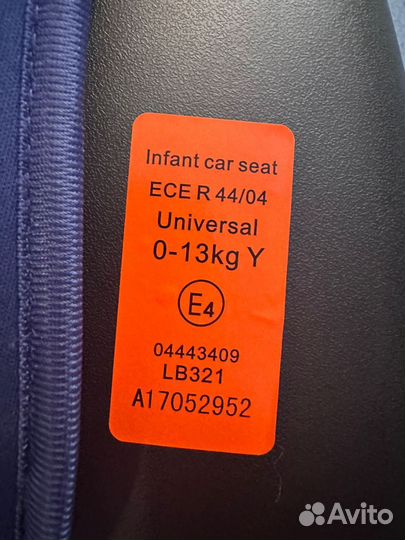 Infant car seat
ECE R 44/04
Universal
0-13kg Y
E4
04443409
LB321
A17052952
Avito